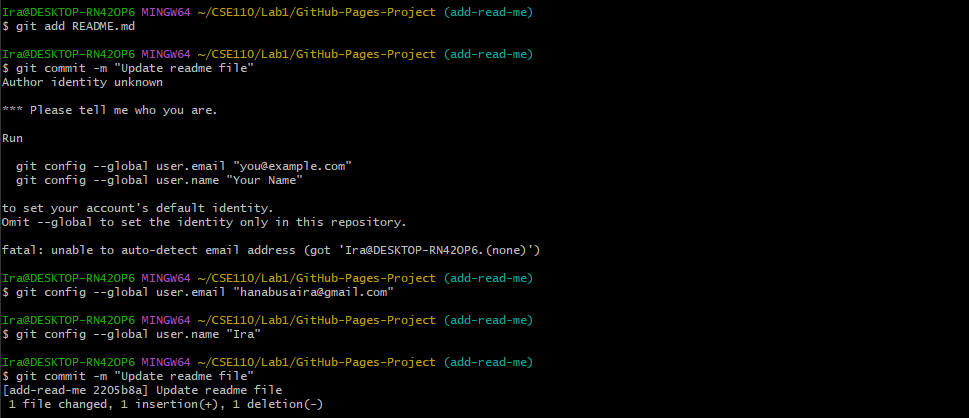 Ira@DESKTOP-RN42OP6 MINGW64 ~/CSE110/Lab1/GitHub-Pages-Project (add-read-me)
$ git add README.md
Ira@DESKTOP-RN42OP6 MINGW64 ~/CSE110/Lab1/GitHub-Pages-Project (add-read-me)
$ git commit -m "Update readme file"
Author identity unknown
*** Please tell me who you are.
Run
git config --global user.email "you@example.com"
git config --global user.name "Your Name"
to set your account's default identity.
Omit --global to set the identity only in this repository.
fatal: unable to auto-detect email address (got 'Ira@DESKTOP-RN42OP6.(none)')
Ira@DESKTOP-RN42OP6 MINGW64 ~/CSE110/Lab1/GitHub-Pages-Project (add-read-me)
$ git config --global user.email "hanabusaira@gmail.com"
Ira@DESKTOP-RN42OP6 MINGW64 ~/CSE110/Lab1/GitHub-Pages-Project (add-read-me)
$ git config --global user.name "Ira"
Ira@DESKTOP-RN42OP6 MINGW64 ~/CSE110/Lab1/GitHub-Pages-Project (add-read-me)
$ git commit -m "Update readme file"
[add-read-me 2205b8a] Update readme file
1 file changed, 1 insertion(+), 1 deletion(-)